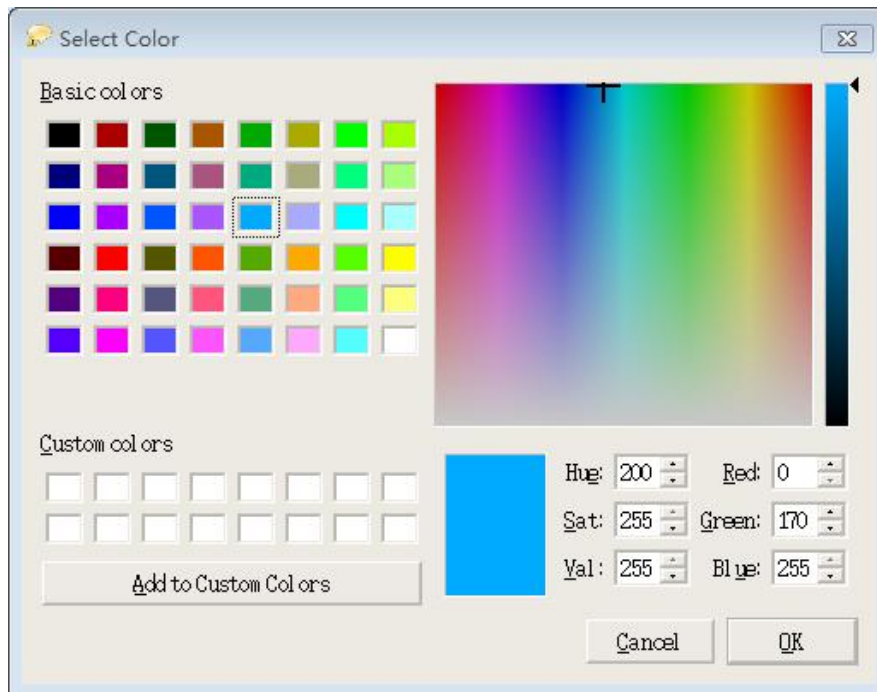 Select Color
Basic colors
Custom colors
Hue: 200 Red: 0
Sat: 255 Green: 170
Val: 255 Blue: 255
Add to Custom Colors
Cancel OK